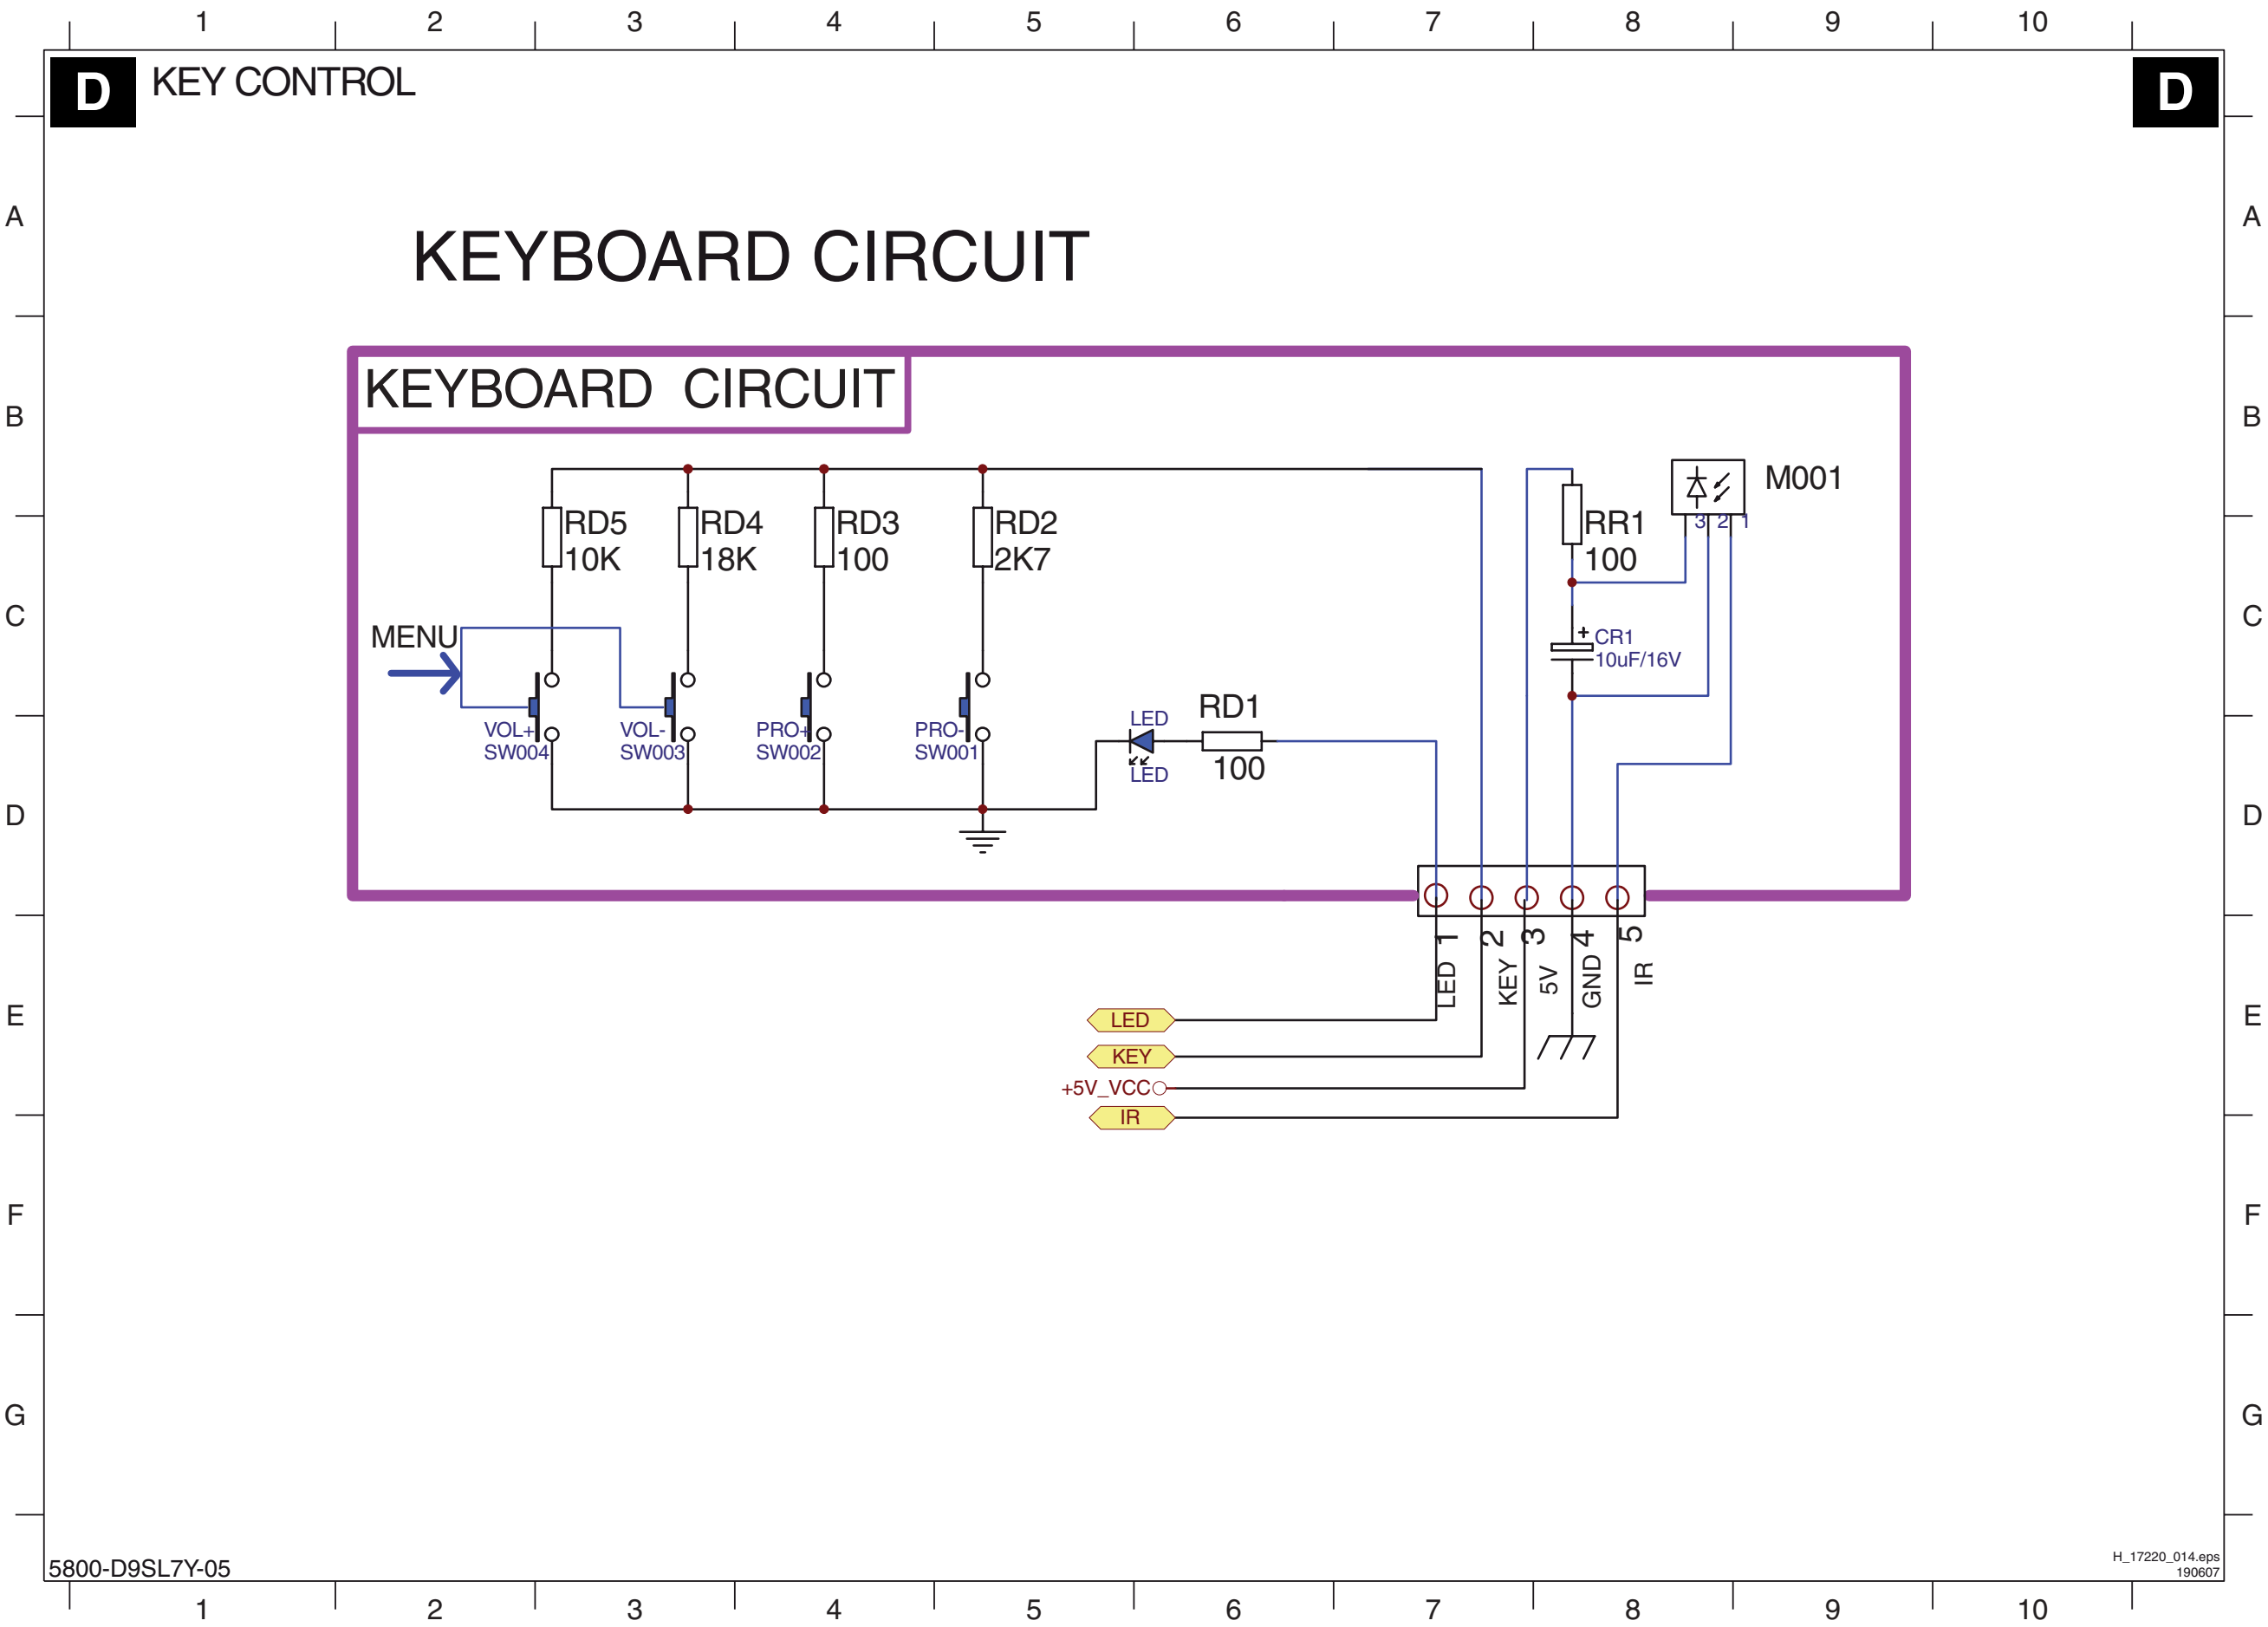 1 2 3 4 5 6 7 8 9 10
D KEY CONTROL D
A A
KEYBOARD CIRCUIT
KEYBOARD CIRCUIT
B B
M001
3 2 1
RD5
10K
RD4
18K
RD3
100
RD2
2K7
RR1
100
C C
MENU
+
CR1
10uF/16V
VOL+
SW004
VOL-
SW003
PRO+
SW002
PRO-
SW001
LED
LED
RD1
100
D D
1 2 3 4 5
LED KEY 5V GND IR
E E
LED
KEY
+5V_VCC
IR
F F
G G
5800-D9SL7Y-05
H_17220_014.eps
190607
1 2 3 4 5 6 7 8 9 10